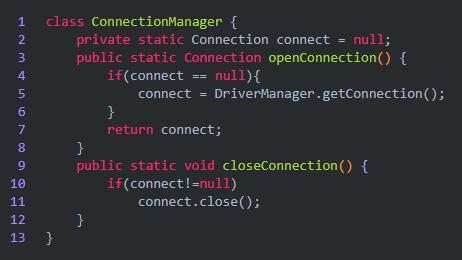 1 class ConnectionManager {
2     private static Connection connect = null;
3     public static Connection openConnection() {
4         if(connect == null){
5             connect = DriverManager.getConnection();
6         }
7         return connect;
8     }
9     public static void closeConnection() {
10         if(connect!=null)
11             connect.close();
12     }
13 }